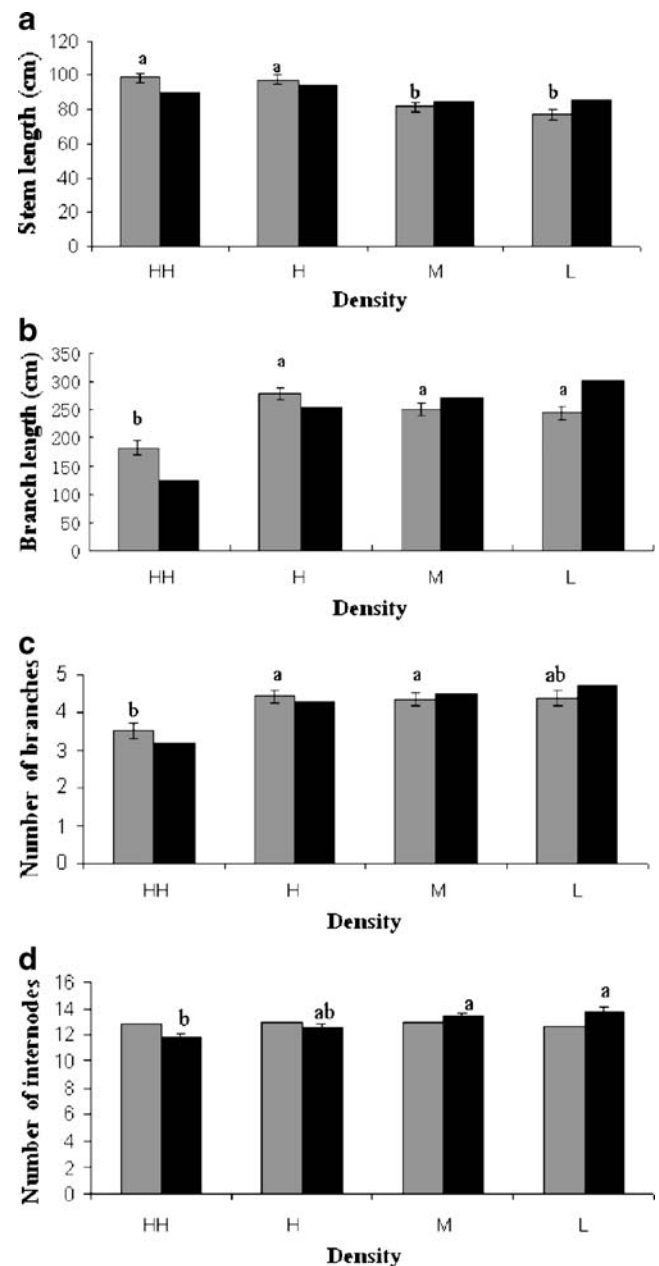 a
Stem length (cm)
120
100
80
60
40
20
0
a
a
b
b
HH
H
M
L
Density
b
Branch length (cm)
350
300
250
200
150
100
50
0
b
a
a
a
HH
H
M
L
Density
c
Number of branches
5
4
3
2
1
0
b
a
a
ab
HH
H
M
L
Density
d
Number of internodes
16
14
12
10
8
6
4
2
0
b
ab
a
a
HH
H
M
L
Density